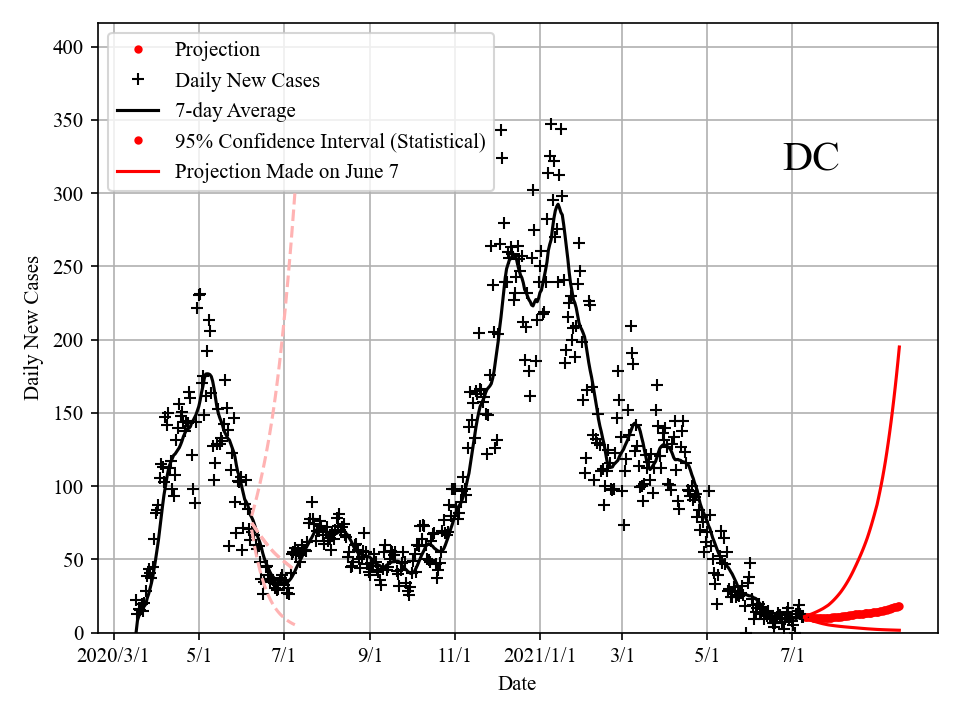 400
350
300
250
200
150
100
50
0
Daily New Cases
Projection
Daily New Cases
7-day Average
95% Confidence Interval (Statistical)
Projection Made on June 7
DC
2020/3/1 5/1 7/1 9/1 11/1 2021/1/1 3/1 5/1 7/1
Date